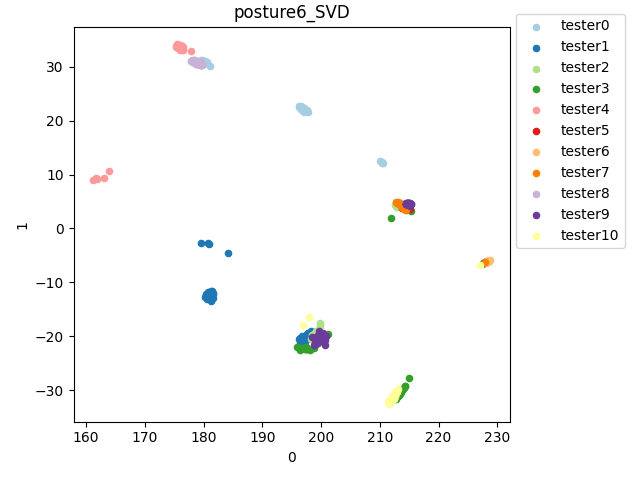 posture6_SVD
tester0
tester1
tester2
tester3
tester4
tester5
tester6
tester7
tester8
tester9
tester10
30
20
10
0
−10
−20
−30
1
160 170 180 190 200 210 220 230
0